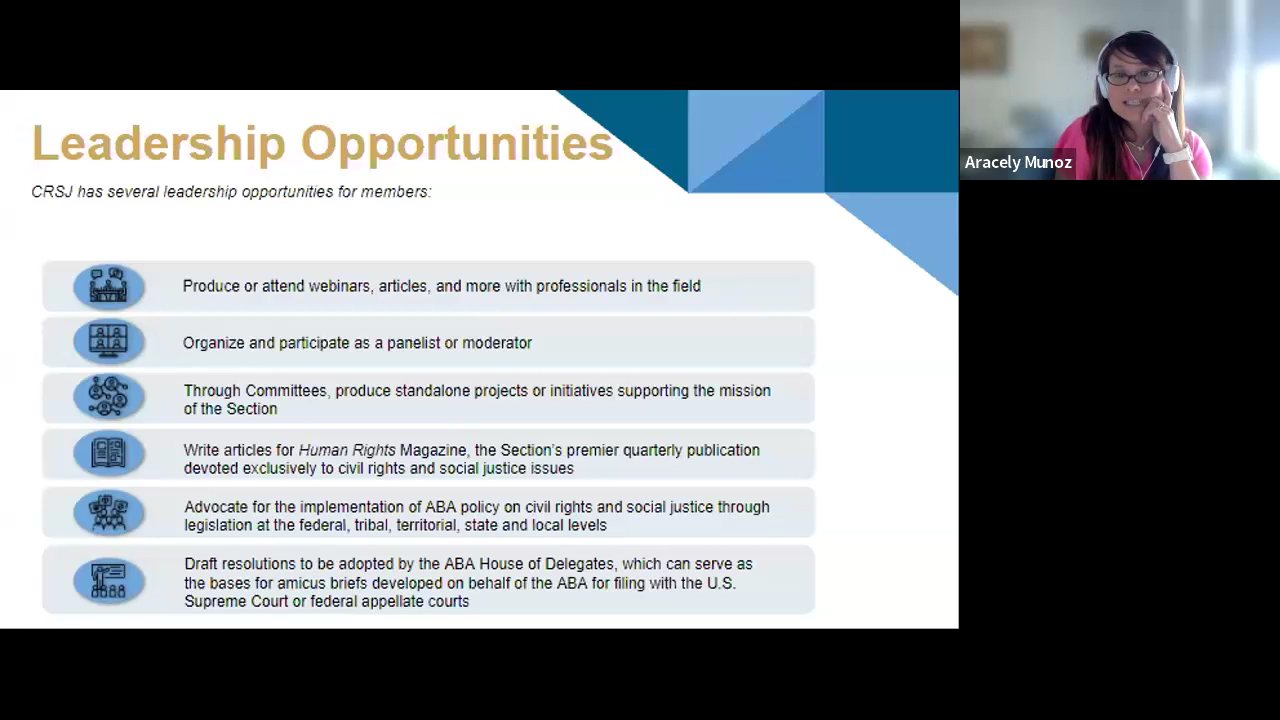 Leadership Opportunities
CRSJ has several leadership opportunities for members:
Produce or attend webinars, articles, and more with professionals in the field
Organize and participate as a panelist or moderator
Through Committees, produce standalone projects or initiatives supporting the mission
of the Section
Write articles for Human Rights Magazine, the Section's premier quarterly publication
devoted exclusively to civil rights and social justice issues
Advocate for the implementation of ABA policy on civil rights and social justice through
legislation at the federal, tribal, territorial, state and local levels
Draft resolutions to be adopted by the ABA House of Delegates, which can serve as
the bases for amicus briefs developed on behalf of the ABA for filing with the U.S.
Supreme Court or federal appellate courts
Aracely Munoz